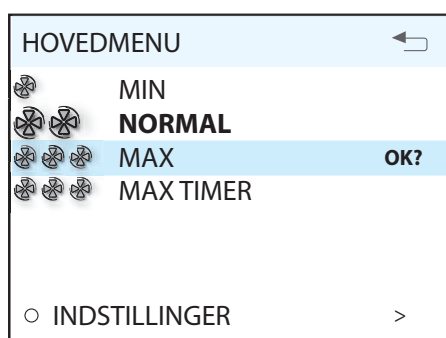 HOVEDMENU
MIN
NORMAL
MAX OK?
MAX TIMER
INDSTILLINGER >